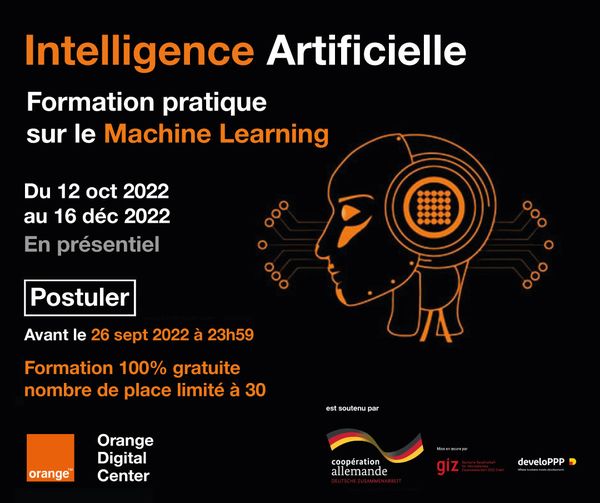 Intelligence Artificielle
Formation pratique
sur le Machine Learning
Du 12 oct 2022
au 16 déc 2022
En présentiel
Postuler
Avant le 26 sept 2022 à 23h59
Formation 100% gratuite
nombre de place limité à 30
orange™
Orange
Digital
Center
est soutenu par
coopération
allemande
DEUTSCHE ZUSAMMENARBEIT
Mise en œuvre par
giz
Deutsche Gesellschaft
für Internationale
Zusammenarbeit (GIZ) GmbH
develoPPP